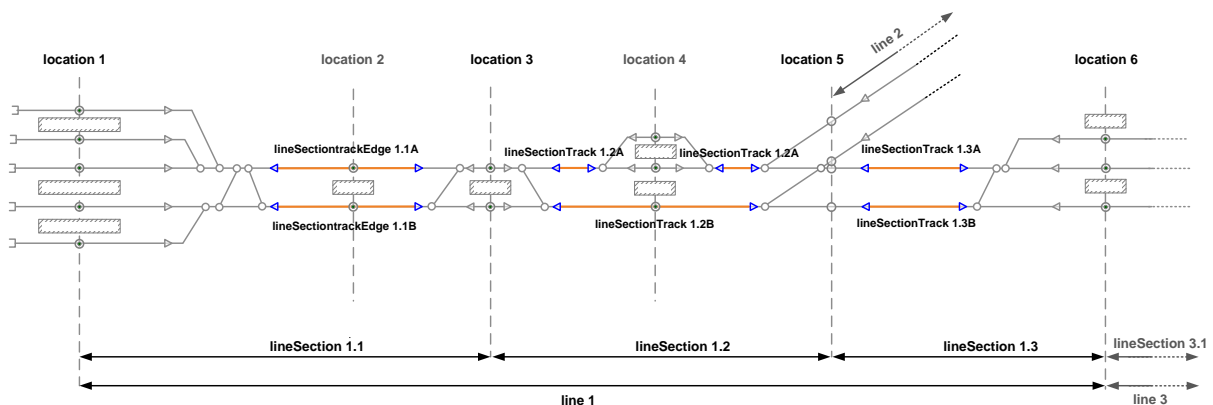 line 2
location 1
location 2
location 3
location 4
location 5
location 6
lineSectiontrackEdge 1.1A
lineSectionTrack 1.2A
lineSectionTrack 1.2A
lineSectionTrack 1.3A
lineSectiontrackEdge 1.1B
lineSectionTrack 1.2B
lineSectionTrack 1.3B
lineSection 1.1
lineSection 1.2
lineSection 1.3
lineSection 3.1
line 1
line 3